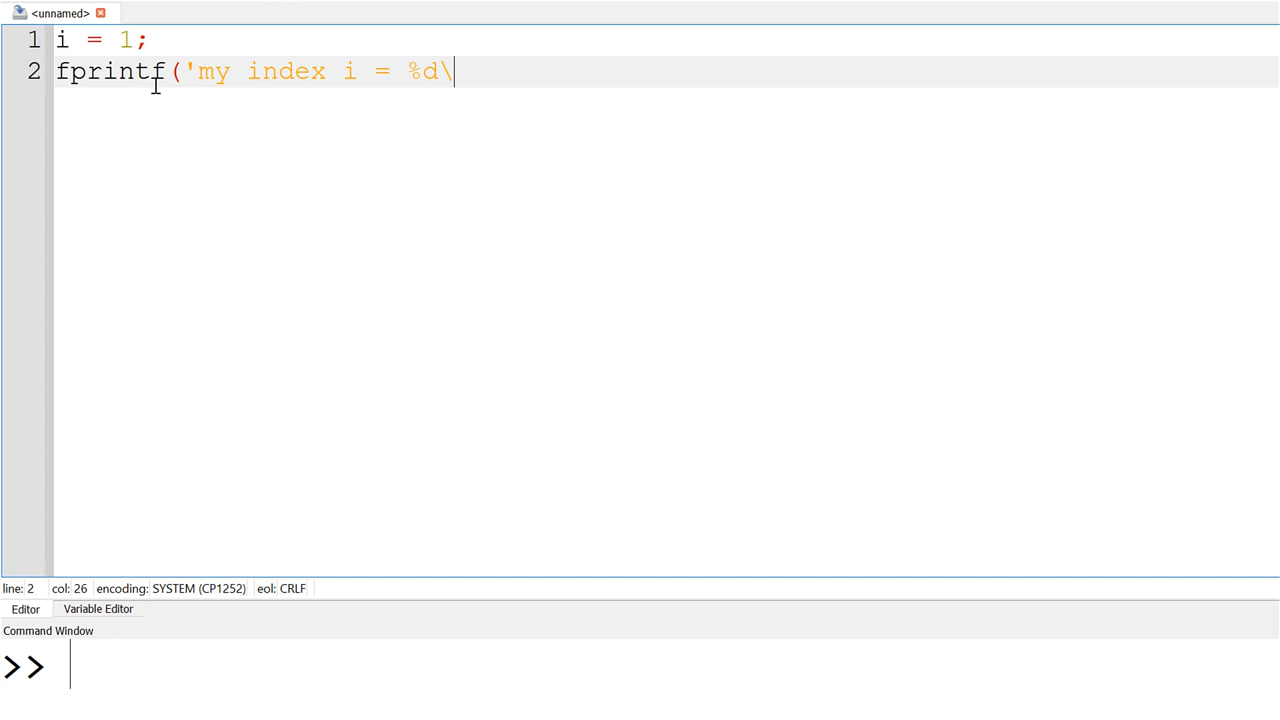 <unnamed>
1 i = 1;
2 fprintf('my index i = %d\
line: 2 col: 26 encoding: SYSTEM (CP1252) eol: CRLF
Editor Variable Editor
Command Window
>>